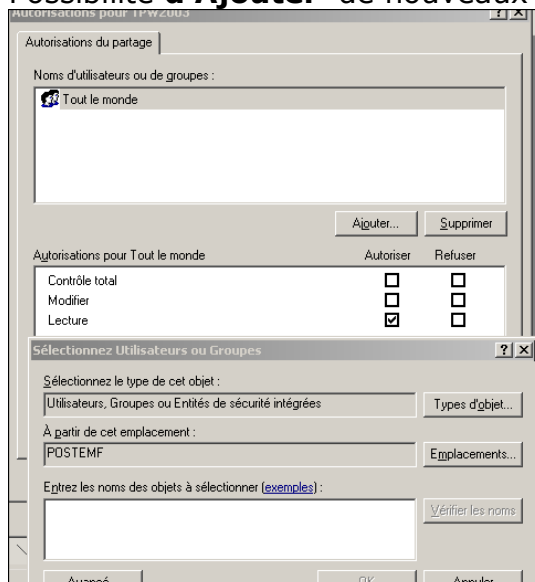 Possibilité d'Ajouter de nouveaux
Autorisations pour TPW2003
Autorisations du partage
Noms d'utilisateurs ou de groupes :
Tout le monde
Ajouter... Supprimer
Autorisations pour Tout le monde Autoriser Refuser
Contrôle total
Modifier
Lecture
Sélectionnez Utilisateurs ou Groupes
Sélectionnez le type de cet objet :
Utilisateurs, Groupes ou Entités de sécurité intégrées Types d'objet...
À partir de cet emplacement :
POSTEMF Emplacements...
Entrez les noms des objets à sélectionner (exemples) :
Vérifier les noms
Avancé... OK Annuler